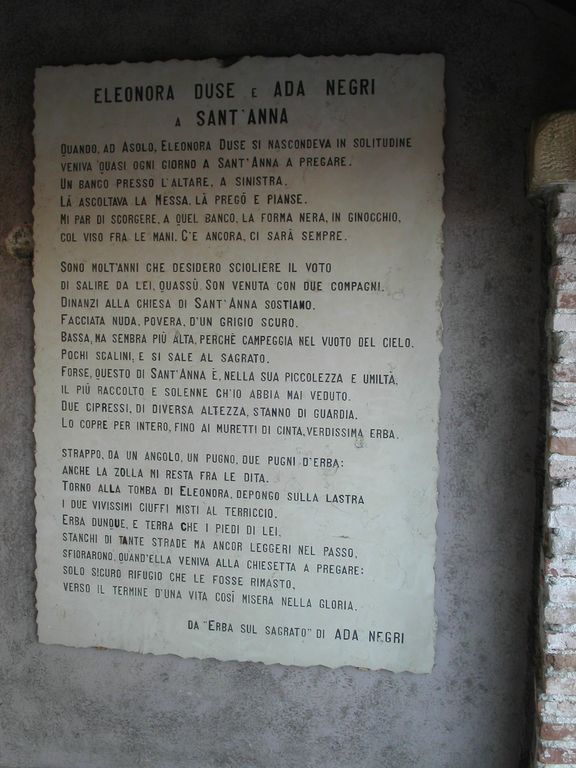 ELEONORA DUSE E ADA NEGRI
A SANT'ANNA
QUANDO, AD ASOLO, ELEONORA DUSE SI NASCONDEVA IN SOLITUDINE
VENIVA QUASI OGNI GIORNO A SANT'ANNA A PREGARE.
UN BANCO PRESSO L'ALTARE, A SINISTRA.
LÀ ASCOLTAVA LA MESSA. LÀ PREGÒ E PIANSE.
MI PAR DI SCORGERE, A QUEL BANCO, LA FORMA NERA, IN GINOCCHIO,
COL VISO FRA LE MANI. C'E ANCORA, CI SARÀ SEMPRE.
SONO MOLT'ANNI CHE DESIDERO SCIOLIERE IL VOTO
DI SALIRE DA LEI, QUASSÙ. SON VENUTA CON DUE COMPAGNI.
DINANZI ALLA CHIESA DI SANT'ANNA SOSTIAMO.
FACCIATA NUDA, POVERA, D'UN GRIGIO SCURO.
BASSA, MA SEMBRA PIÙ ALTA, PERCHÈ CAMPEGGIA NEL VUOTO DEL CIELO.
POCHI SCALINI, E SI SALE AL SAGRATO.
FORSE, QUESTO DI SANT'ANNA È, NELLA SUA PICCOLEZZA E UMILTÀ,
IL PIÙ RACCOLTO E SOLENNE CH'IO ABBIA MAI VEDUTO.
DUE CIPRESSI, DI DIVERSA ALTEZZA, STANNO DI GUARDIA.
LO COPRE PER INTERO, FINO AI MURETTI DI CINTA, VERDISSIMA ERBA.
STRAPPO, DA UN ANGOLO, UN PUGNO, DUE PUGNI D'ERBA:
ANCHE LA ZOLLA MI RESTA FRA LE DITA.
TORNO ALLA TOMBA DI ELEONORA, DEPONGO SULLA LASTRA
I DUE VIVISSIMI CIUFFI MISTI AL TERRICCIO.
ERBA DUNQUE, E TERRA CHE I PIEDI DI LEI,
STANCHI DI TANTE STRADE MA ANCOR LEGGERI NEL PASSO,
SFIORARONO, QUAND'ELLA VENIVA ALLA CHIESETTA A PREGARE:
SOLO SICURO RIFUGIO CHE LE FOSSE RIMASTO,
VERSO IL TERMINE D'UNA VITA COSÌ MISERA NELLA GLORIA.
DA "ERBA SUL SAGRATO" DI ADA NEGRI